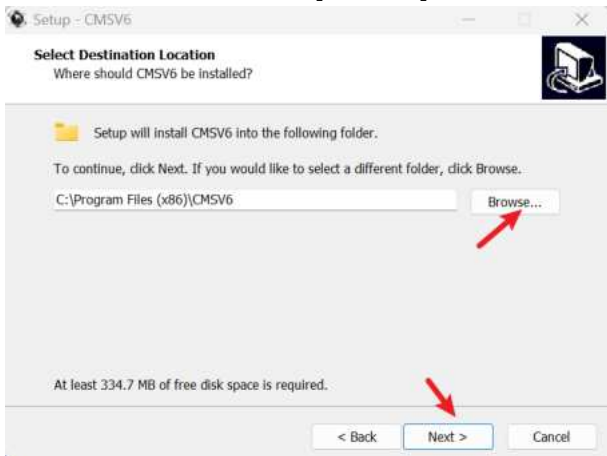 Setup - CMSV6
Select Destination Location
Where should CMSV6 be installed?
Setup will install CMSV6 into the following folder.
To continue, click Next. If you would like to select a different folder, click Browse.
C:\Program Files (x86)\CMSV6
Browse...
At least 334.7 MB of free disk space is required.
< Back
Next >
Cancel